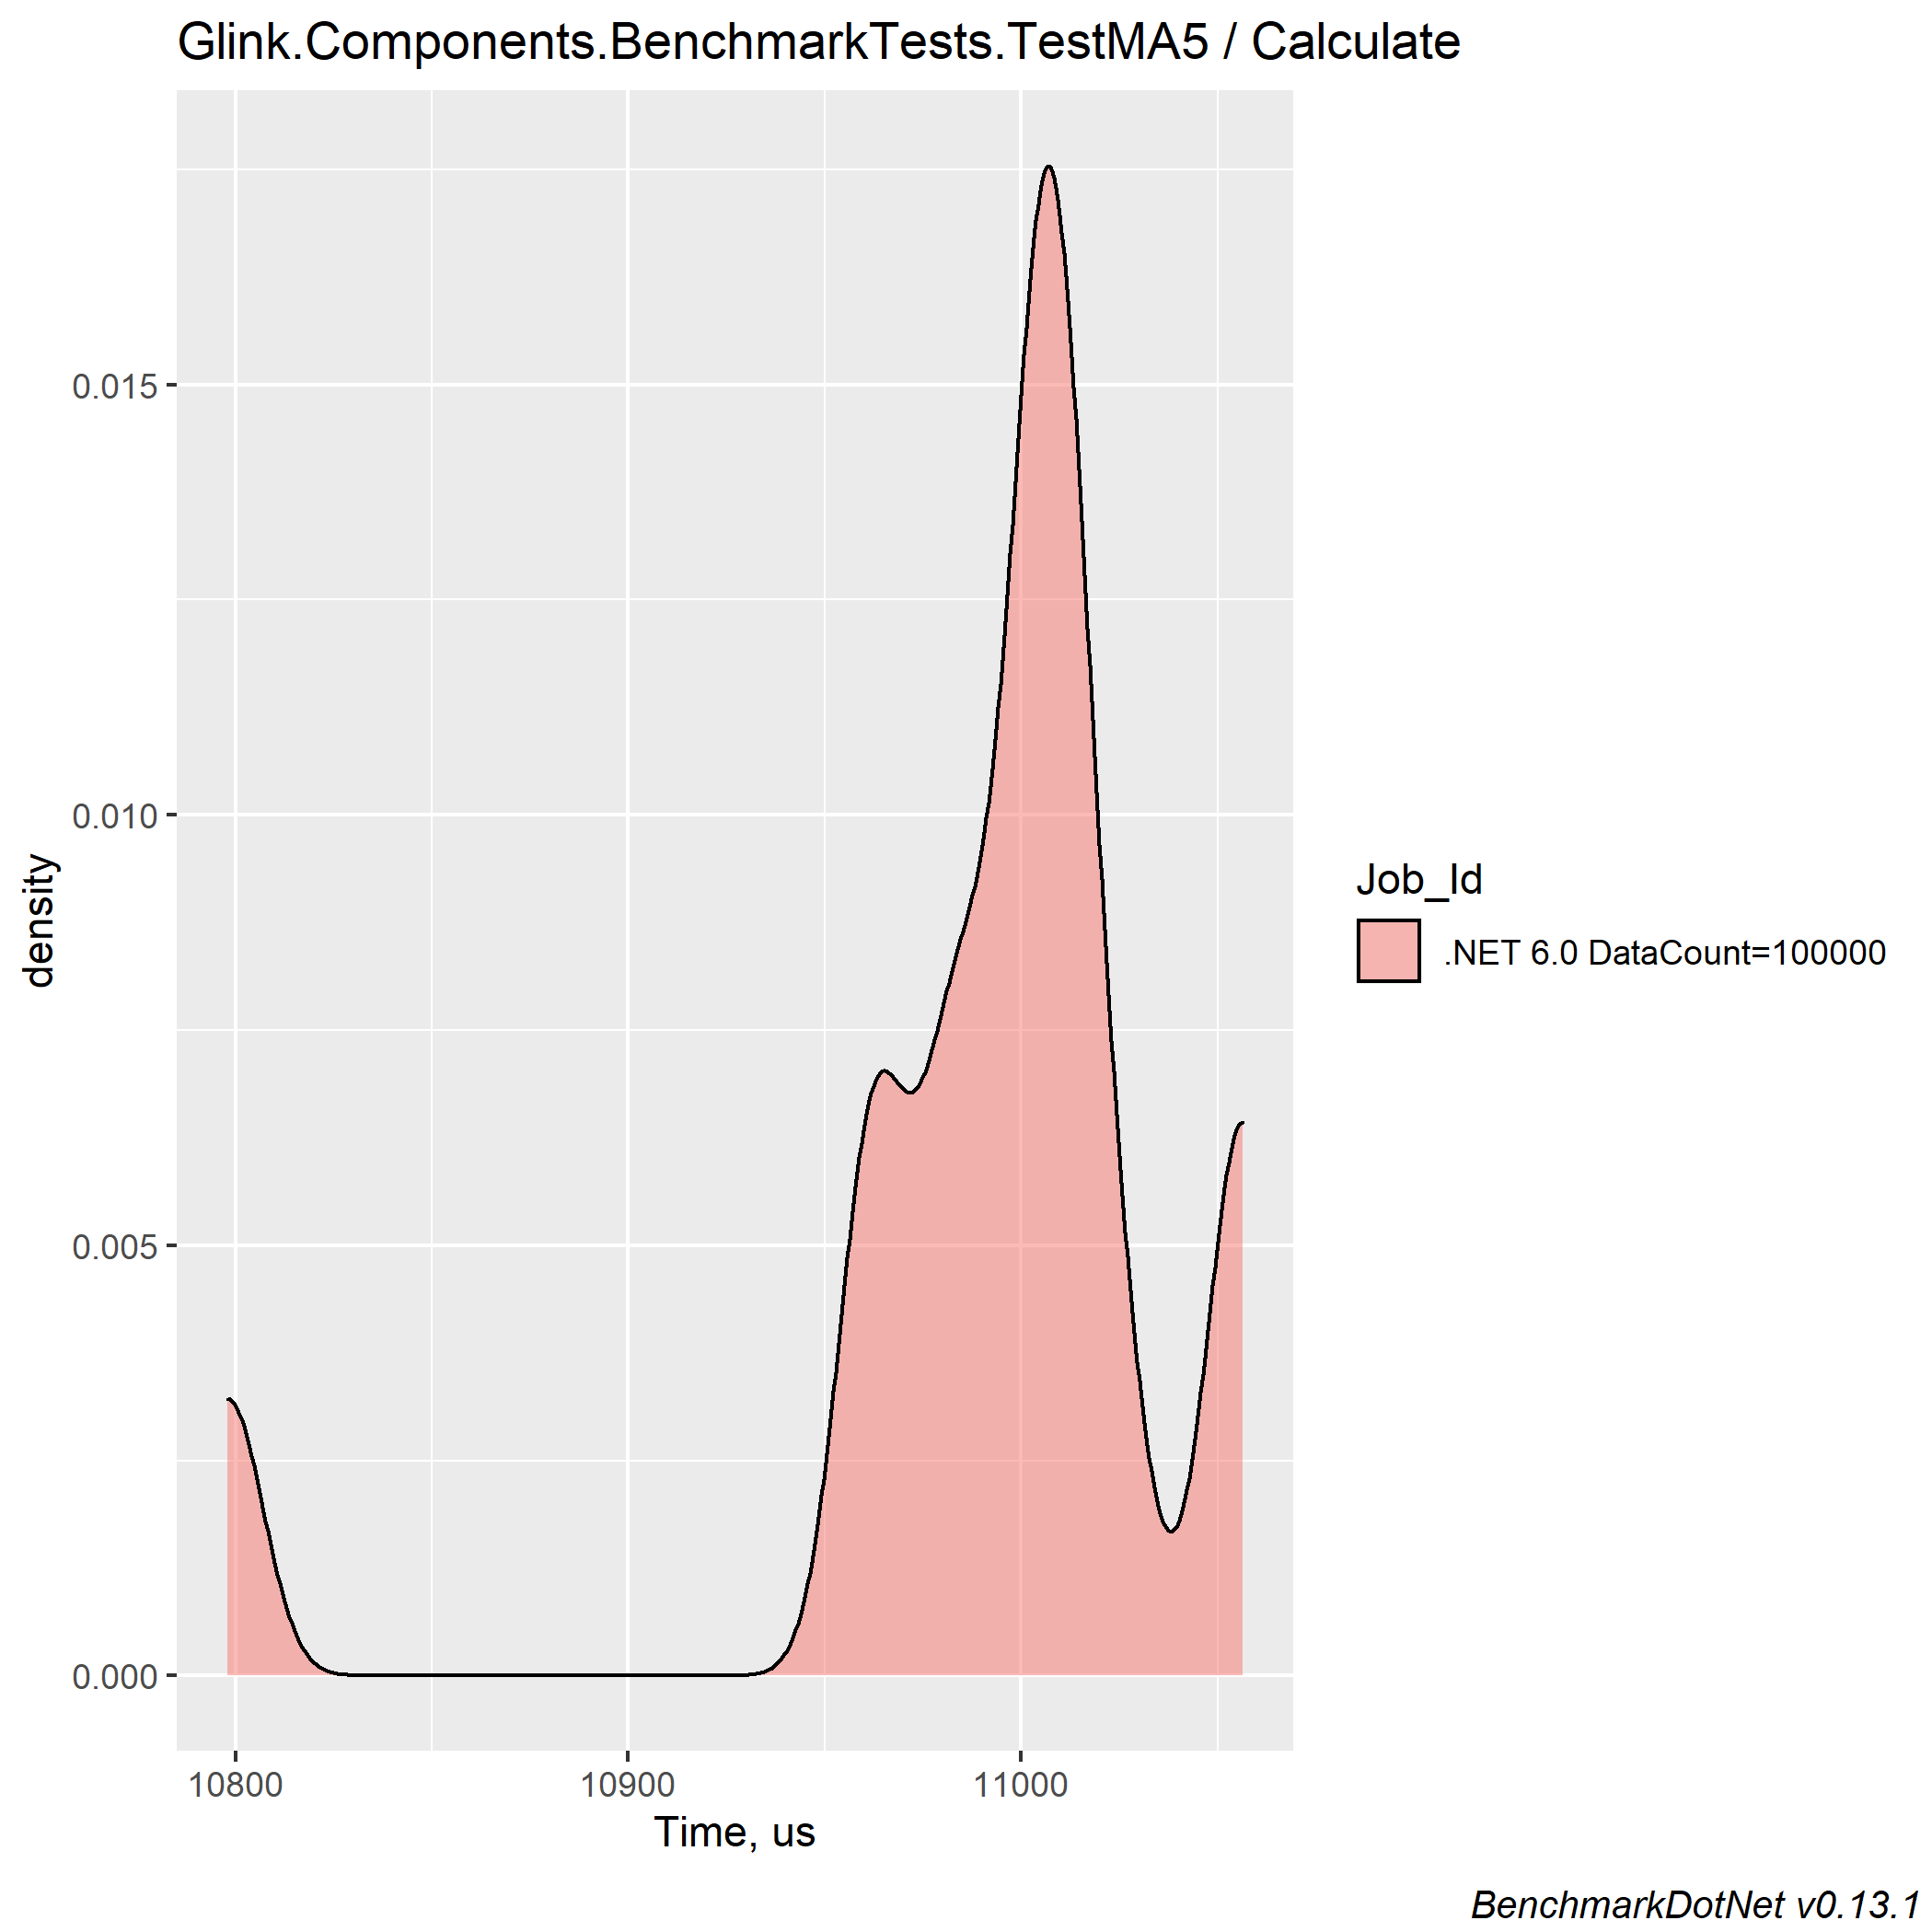 Glink.Components.BenchmarkTests.TestMA5 / Calculate
0.015
0.010
0.005
0.000
density
10800 10900 11000
Time, us
Job_Id
.NET 6.0 DataCount=100000
BenchmarkDotNet v0.13.1